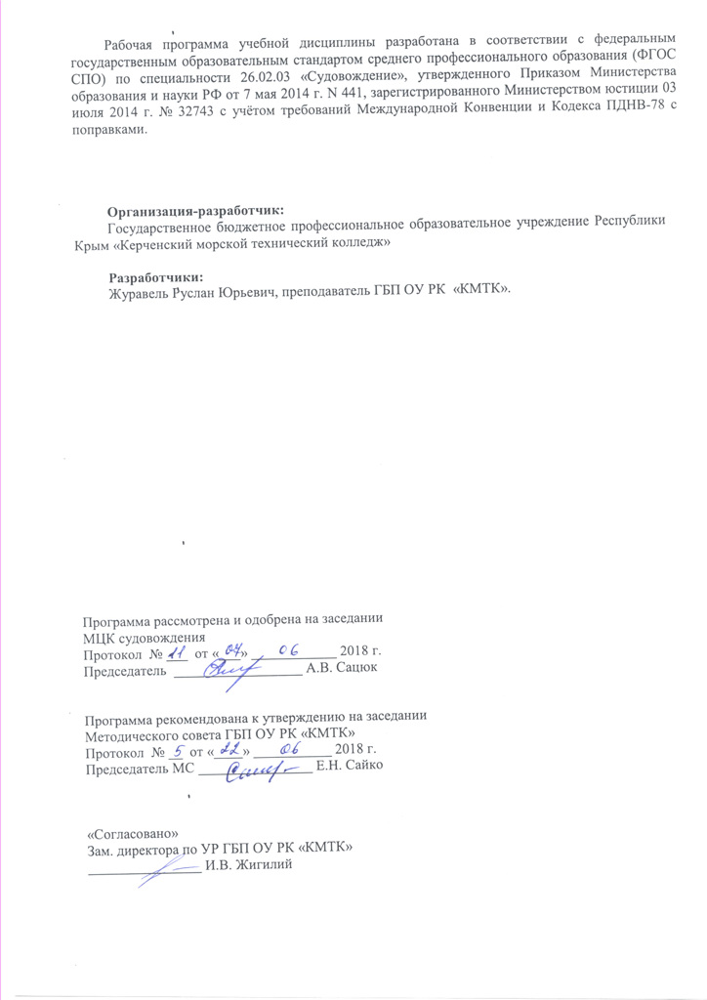 Рабочая программа учебной дисциплины разработана в соответствии с федеральным
государственным образовательным стандартом среднего профессионального образования (ФГОС
СПО) по специальности 26.02.03 «Судовождение», утвержденного Приказом Министерства
образования и науки РФ от 7 мая 2014 г. N 441, зарегистрированного Министерством юстиции 03
июля 2014 г. № 32743 с учётом требований Международной Конвенции и Кодекса ПДНВ-78 с
поправками.
Организация-разработчик:
Государственное бюджетное профессиональное образовательное учреждение Республики
Крым «Керченский морской технический колледж»
Разработчики:
Журавель Руслан Юрьевич, преподаватель ГБП ОУ РК «КМТК».
Программа рассмотрена и одобрена на заседании
МЦК судовождения
Протокол № 11 от «07» 06 2018 г.
Председатель А.В. Сацюк
Программа рекомендована к утверждению на заседании
Методического совета ГБП ОУ РК «КМТК»
Протокол № 5 от «22» 06 2018 г.
Председатель МС Е.Н. Сайко
«Согласовано»
Зам. директора по УР ГБП ОУ РК «КМТК»
И.В. Жигилий